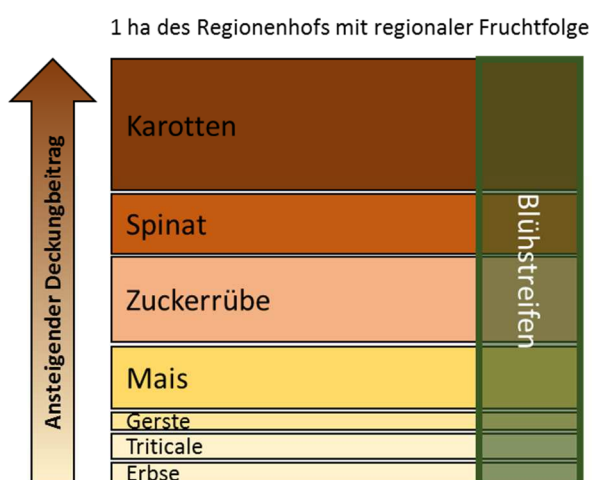 1 ha des Regionenhofs mit regionaler Fruchtfolge
Ansteigender Deckungbeitrag
Karotten
Spinat
Zuckerrübe
Mais
Gerste
Triticale
Erbse
Blühstreifen